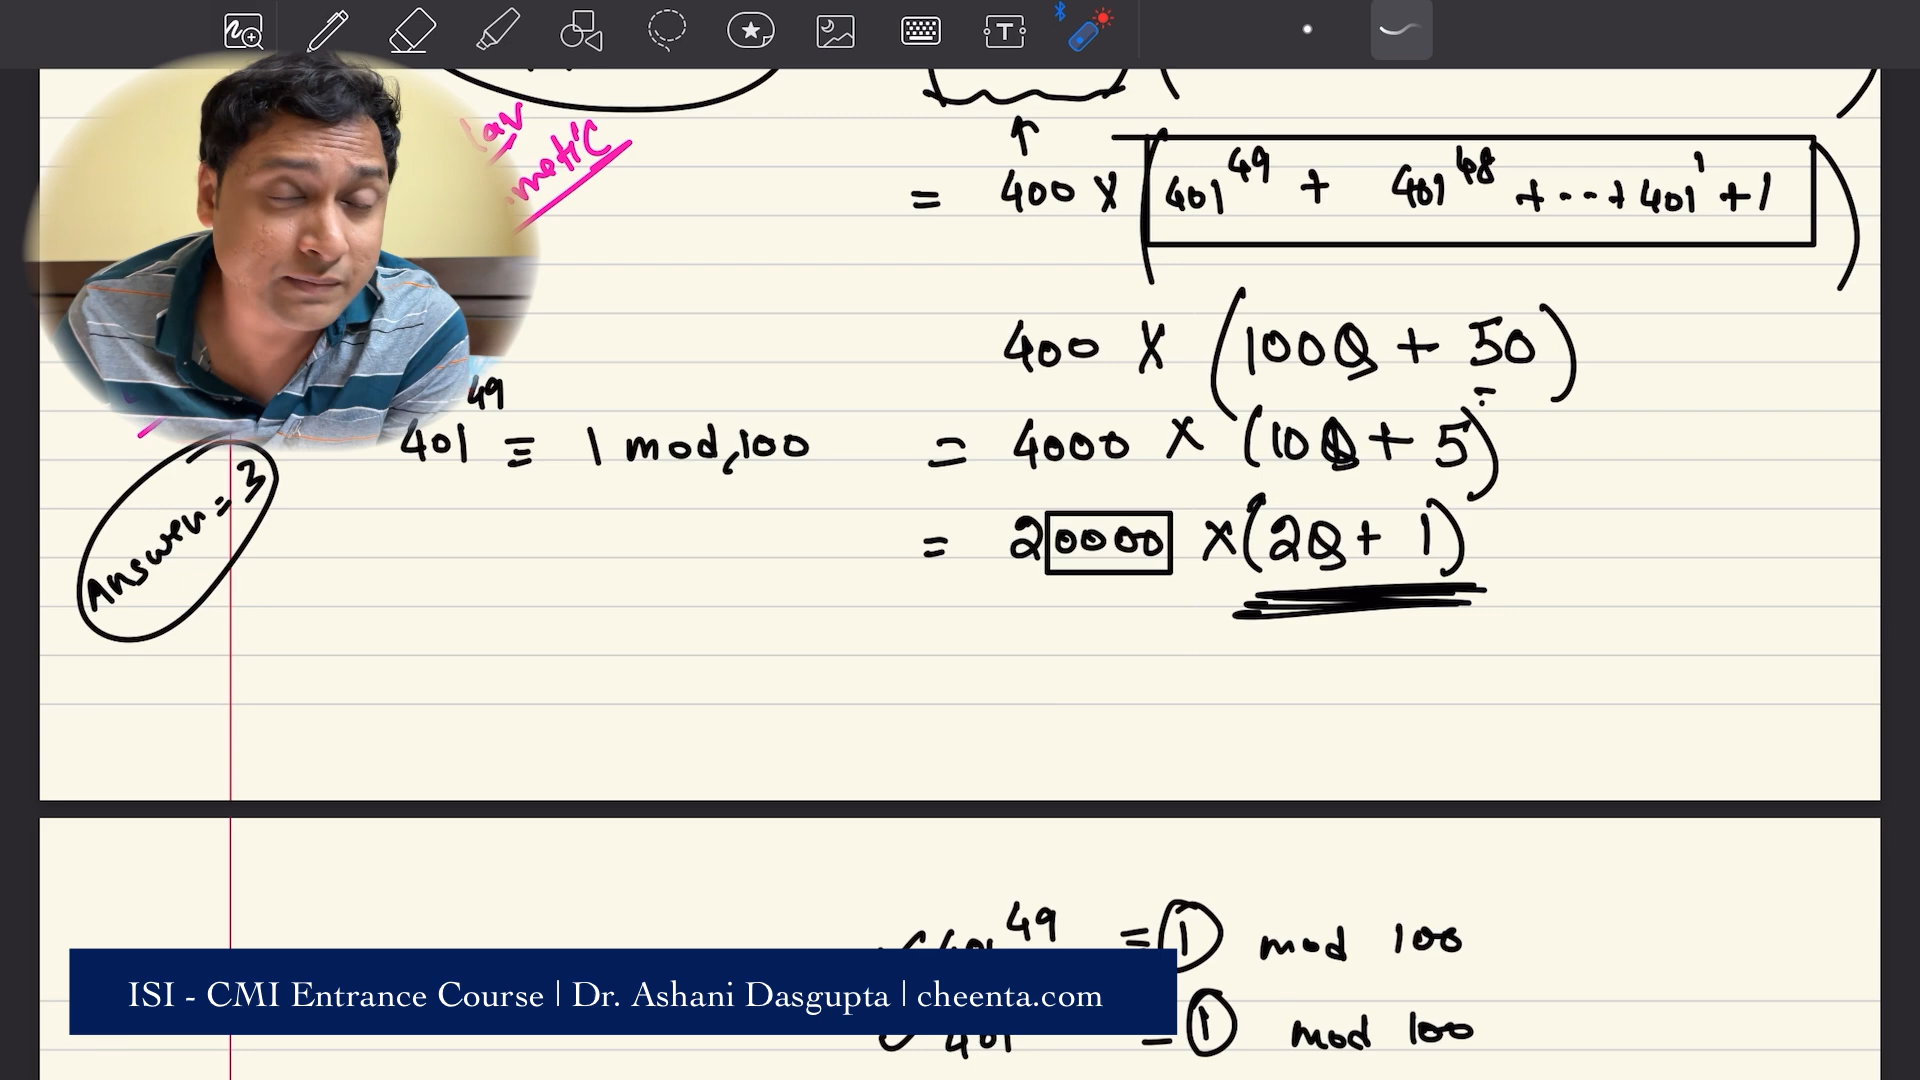 = 400 × (401^49 + 401^48 + ... + 401^1 + 1)
400 × (100Q + 50)
401^49 ≡ 1 mod 100
= 4000 × (10Q + 5)
Answer = 3
= 20000 × (2Q + 1)
49 = 1 mod 100
ISI - CMI Entrance Course | Dr. Ashani Dasgupta | cheenta.com
401 = 1 mod 100